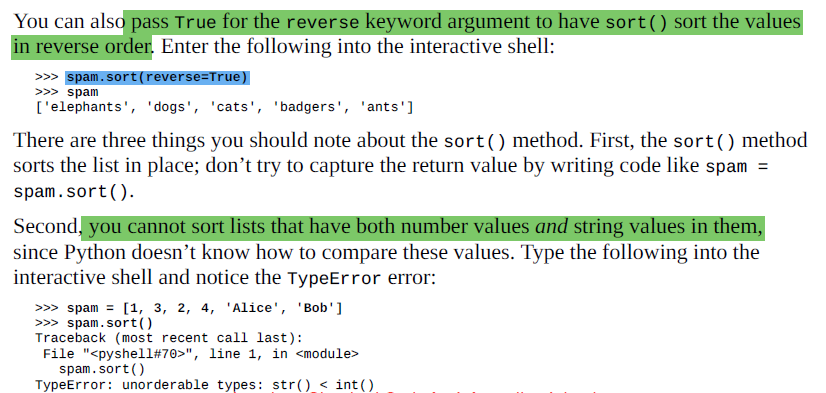 You can also pass True for the reverse keyword argument to have sort() sort the values
in reverse order. Enter the following into the interactive shell:
>>> spam.sort(reverse=True)
>>> spam
['elephants', 'dogs', 'cats', 'badgers', 'ants']
There are three things you should note about the sort() method. First, the sort() method
sorts the list in place; don’t try to capture the return value by writing code like spam =
spam.sort().
Second, you cannot sort lists that have both number values and string values in them,
since Python doesn’t know how to compare these values. Type the following into the
interactive shell and notice the TypeError error:
>>> spam = [1, 3, 2, 4, 'Alice', 'Bob']
>>> spam.sort()
Traceback (most recent call last):
File "<pyshell#70>", line 1, in <module>
spam.sort()
TypeError: unorderable types: str() < int()